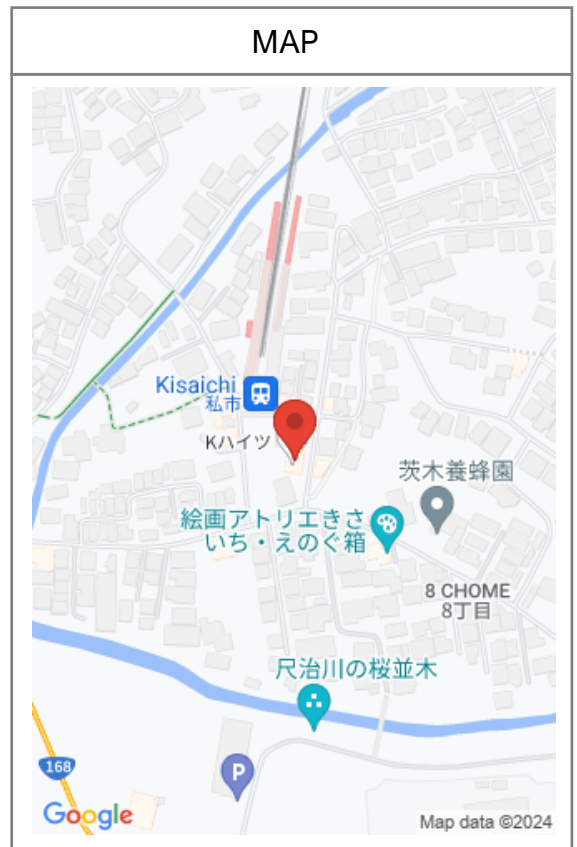 MAP
Kisaichi
私市
Kハイツ
茨木養蜂園
絵画アトリエきさ
いち・えのぐ箱
8 CHOME
8丁目
尺治川の桜並木
P
168
Google
Map data ©2024